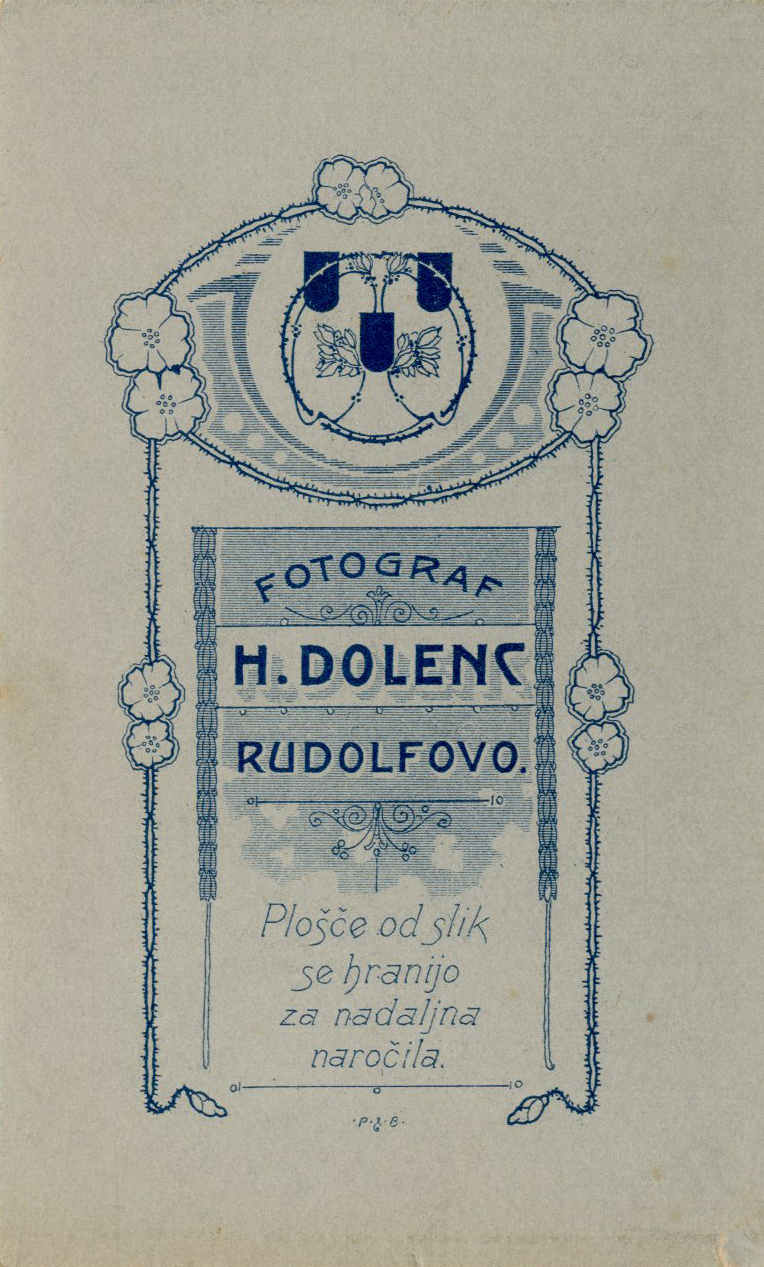 FOTOGRAF
H. DOLENC
RUDOLFOVO.
Plošče od slik
se hranijo
za nadaljna
naročila.
·P·&·B·